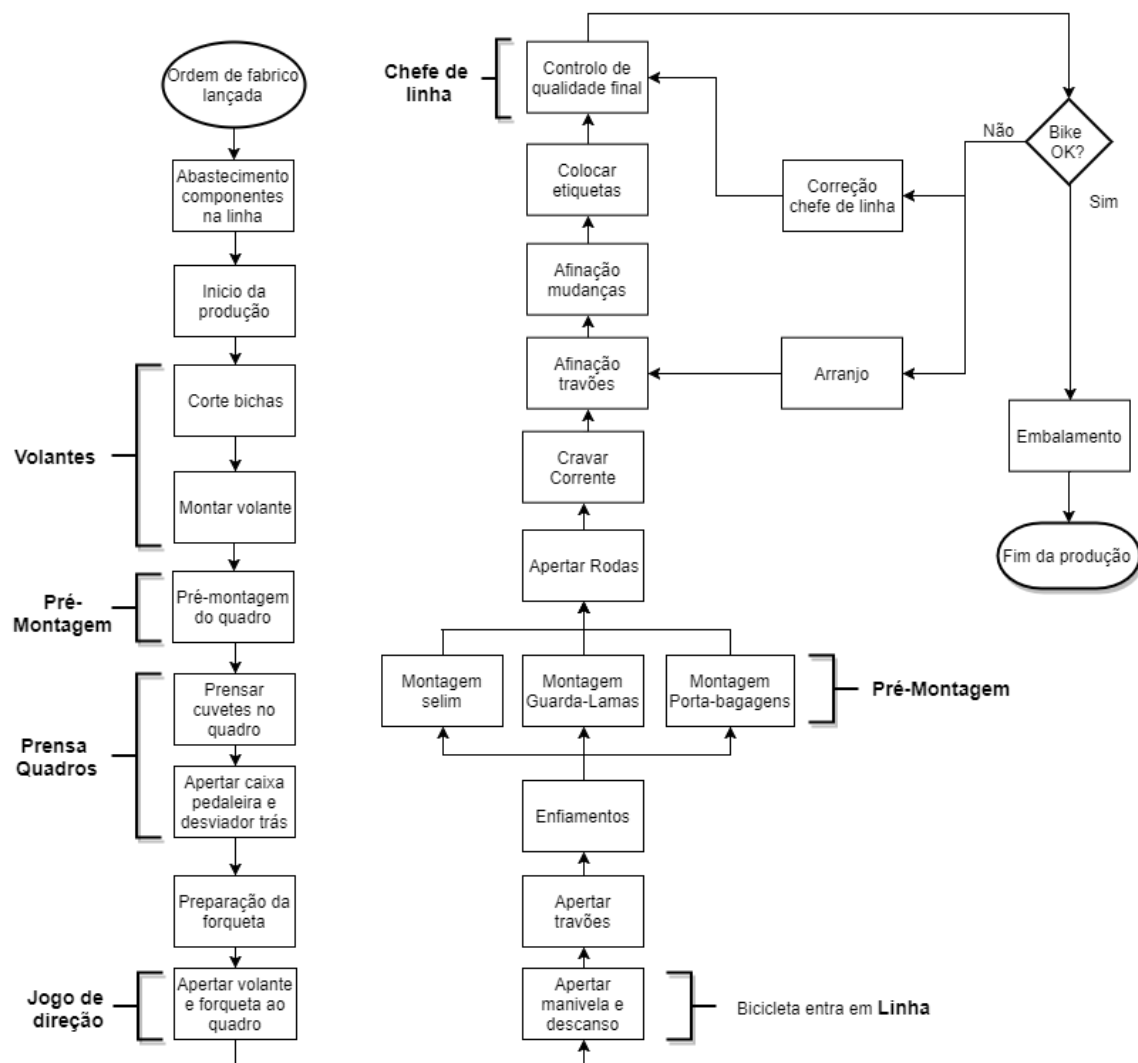 Ordem de fabrico
lançada
Abastecimento
componentes
na linha
Inicio da
produção
Volantes
Corte bichas
Montar volante
Pré-
Montagem
Pré-montagem
do quadro
Prensa
Quadros
Prensar
cuvetes no
quadro
Apertar caixa
pedaleira e
desviador trás
Preparação da
forqueta
Jogo de
direção
Apertar volante
e forqueta ao
quadro
Apertar
manivela e
descanso
Bicicleta entra em Linha
Apertar
travões
Enfiamentos
Montagem
selim
Montagem
Guarda-Lamas
Montagem
Porta-bagagens
Pré-Montagem
Apertar Rodas
Cravar
Corrente
Afinação
travões
Arranjo
Afinação
mudanças
Colocar
etiquetas
Correção
chefe de linha
Chefe de
linha
Controlo de
qualidade final
Bike
OK?
Não
Sim
Embalamento
Fim da produção